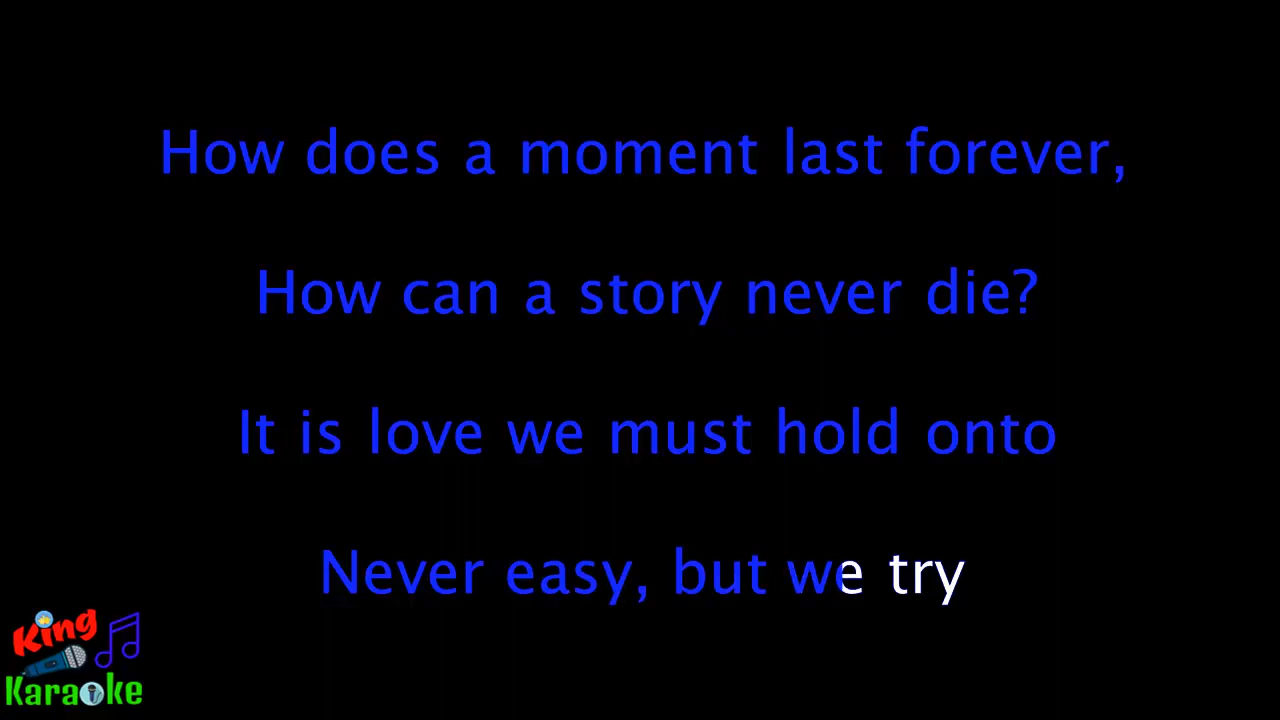 How does a moment last forever,
How can a story never die?
It is love we must hold onto
Never easy, but we try
King
Karaoke